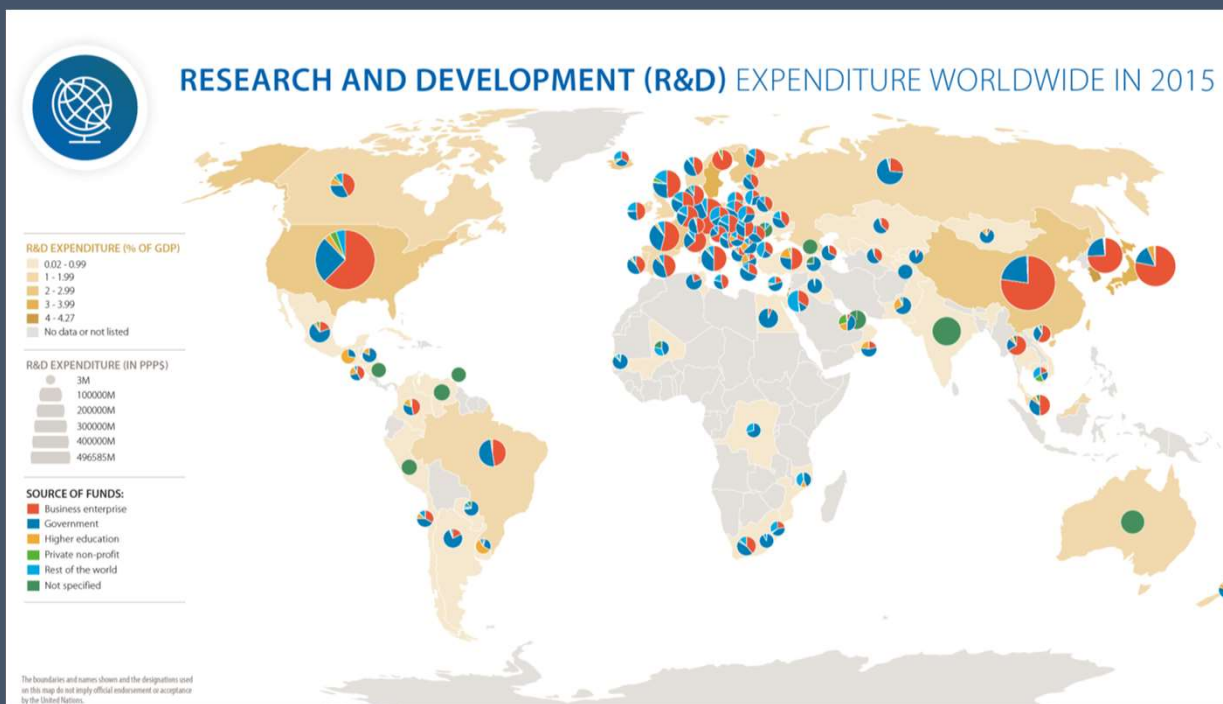 RESEARCH AND DEVELOPMENT (R&D) EXPENDITURE WORLDWIDE IN 2015
R&D EXPENDITURE (% OF GDP)
0.02 - 0.99
1 - 1.99
2 - 2.99
3 - 3.99
4 - 4.27
No data or not listed
R&D EXPENDITURE (IN PPP$)
3M
100000M
200000M
300000M
400000M
496585M
SOURCE OF FUNDS:
Business enterprise
Government
Higher education
Private non-profit
Rest of the world
Not specified
The boundaries and names shown and the designations used
on this map do not imply official endorsement or acceptance
by the United Nations.